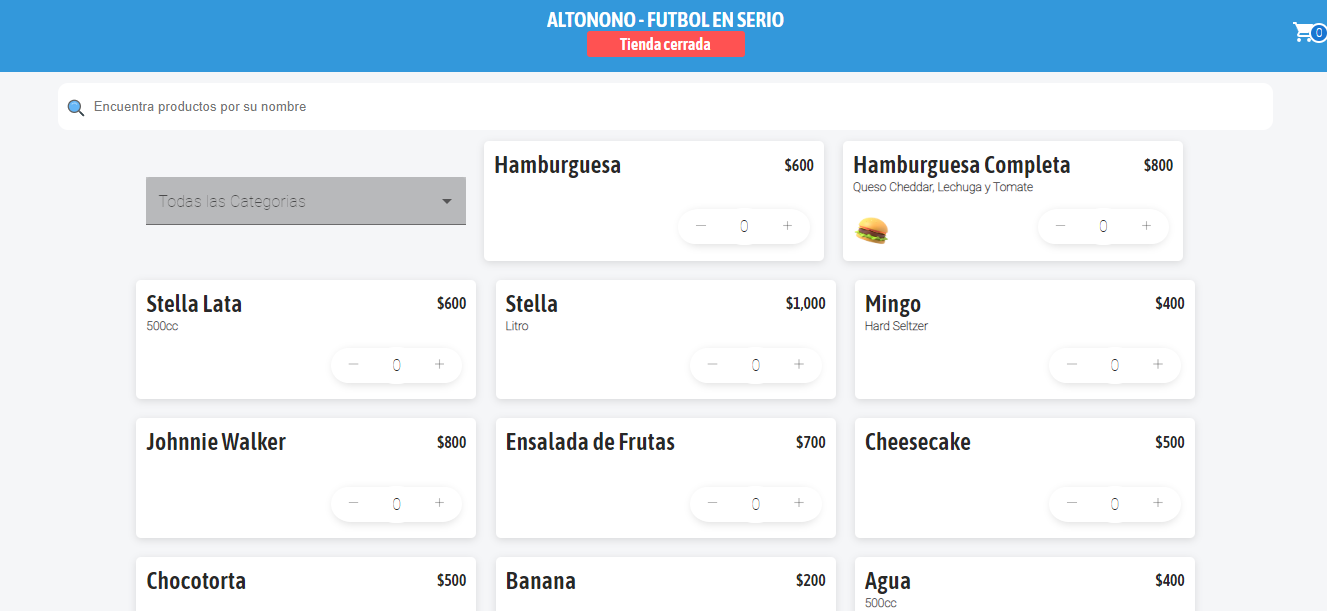 ALTONONO - FUTBOL EN SERIO
Tienda cerrada
0
Encuentra productos por su nombre
Todas las Categorias
Hamburguesa
$600
0
Hamburguesa Completa
$800
Queso Cheddar, Lechuga y Tomate
0
Stella Lata
$600
500cc
0
Stella
$1,000
Litro
0
Mingo
$400
Hard Seltzer
0
Johnnie Walker
$800
0
Ensalada de Frutas
$700
0
Cheesecake
$500
0
Chocotorta
$500
Banana
$200
Agua
$400
500cc